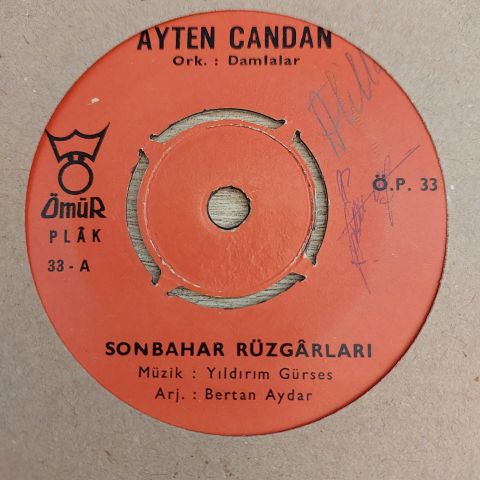 AYTEN CANDAN
Ork. : Damlalar
ÖMÜR
PLÂK
33 - A
Ö.P. 33
SONBAHAR RÜZGÂRLARI
Müzik : Yıldırım Gürses
Arj. : Bertan Aydar